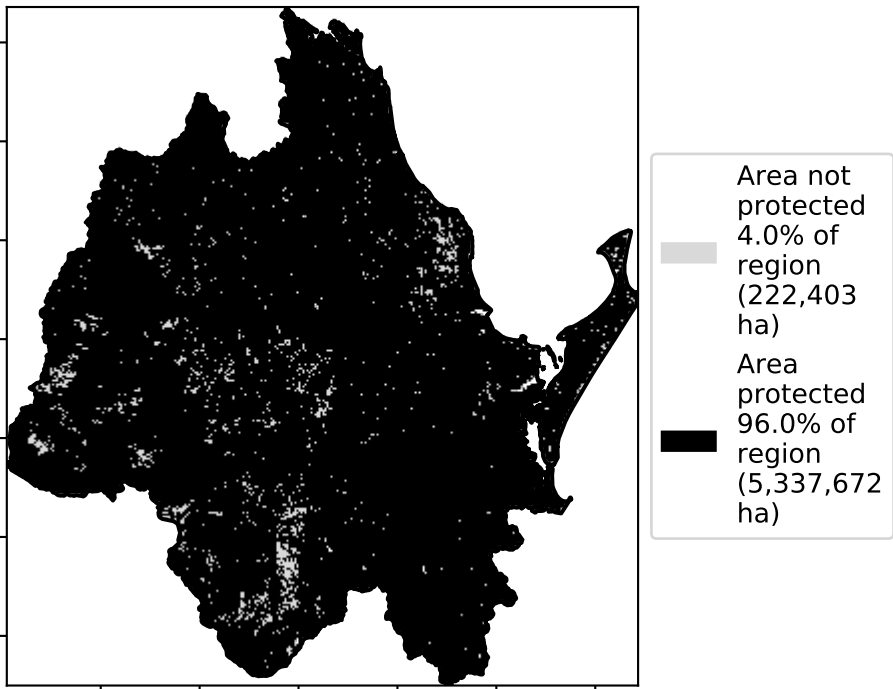 Area not
protected
4.0% of
region
(222,403
ha)
Area
protected
96.0% of
region
(5,337,672
ha)